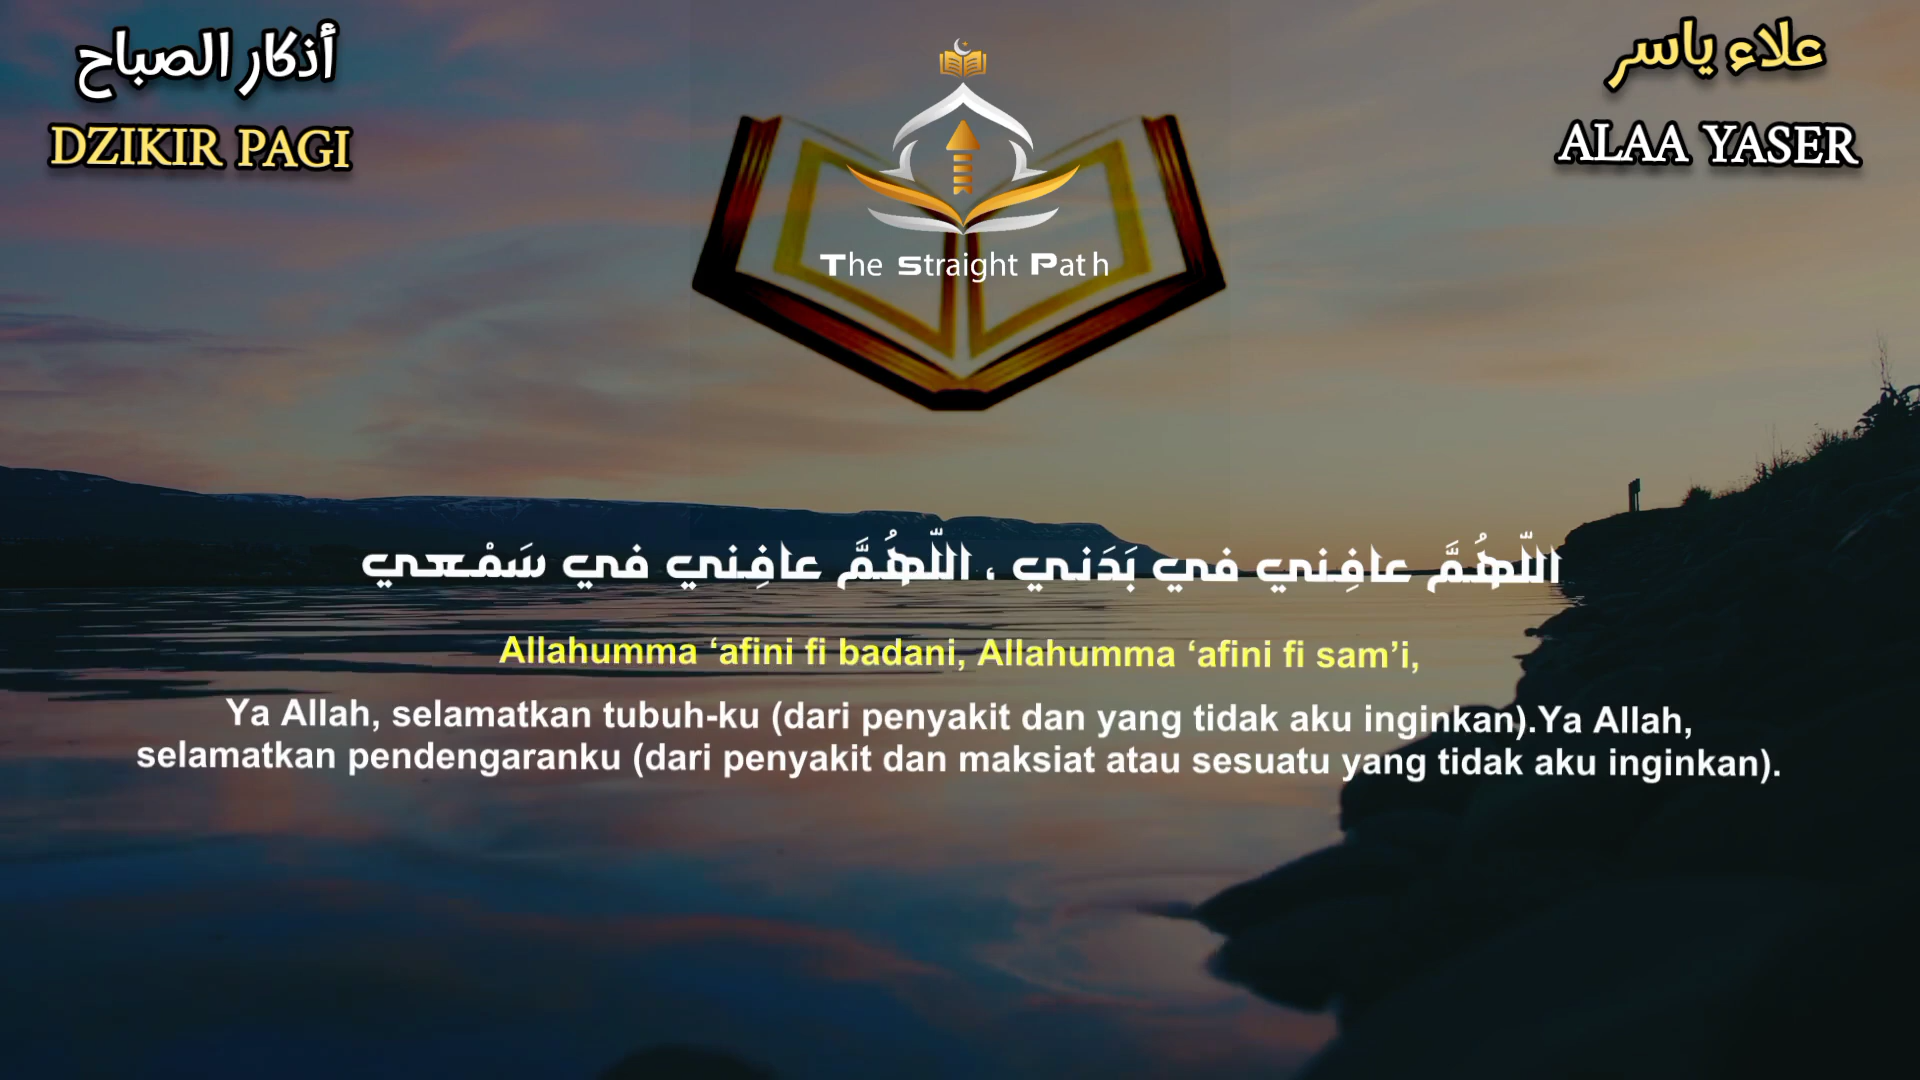 أذكار الصباح
DZIKIR PAGI
علاء ياسر
ALAA YASER
The Straight Path
اللّهُمَّ عافِني في بَدَني ، اللّهُمَّ عافِني في سَمْعي
Allahumma ‘afini fi badani, Allahumma ‘afini fi sam’i,
Ya Allah, selamatkan tubuh-ku (dari penyakit dan yang tidak aku inginkan).Ya Allah,
selamatkan pendengaranku (dari penyakit dan maksiat atau sesuatu yang tidak aku inginkan).